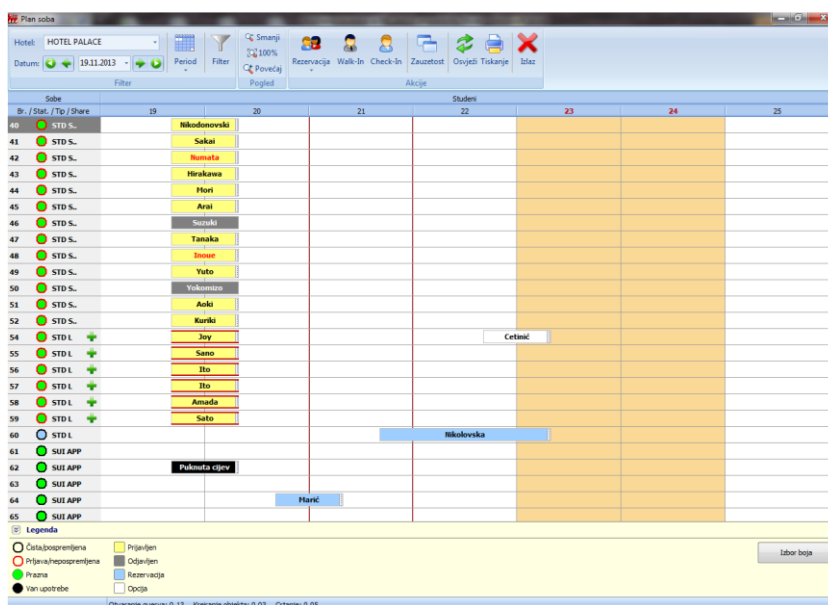 Plan soba
Hotel: HOTEL PALACE
Datum: 19.11.2013
Period
Filter
Filter
Smanji
100%
Povećaj
Pogled
Rezervacija Walk-In Check-In Zauzetost Osvježi Tiskanje Izlaz
Akcije
Sobe Studeni
Br. / Stat. / Tip / Share 19 20 21 22 23 24 25
40 STD S.. Nikodonovski
41 STD S.. Sakai
42 STD S.. Numata
43 STD S.. Hirakawa
44 STD S.. Mori
45 STD S.. Arai
46 STD S.. Suzuki
47 STD S.. Tanaka
48 STD S.. Inoue
49 STD S.. Yuto
50 STD S.. Yokomizo
51 STD S.. Aoki
52 STD S.. Kuriki
54 STD L Joy Cetinić
55 STD L Sano
56 STD L Ito
57 STD L Ito
58 STD L Amada
59 STD L Sato
60 STD L Nikolovska
61 SUI APP
62 SUI APP Puknuta cijev
63 SUI APP
64 SUI APP Marić
65 SUI APP
Legenda
Čista/pospremljena Prijavljen
Prljava/nepospremljena Odjavljen
Prazna Rezervacija
Van upotrebe Opcija
Izbor boja